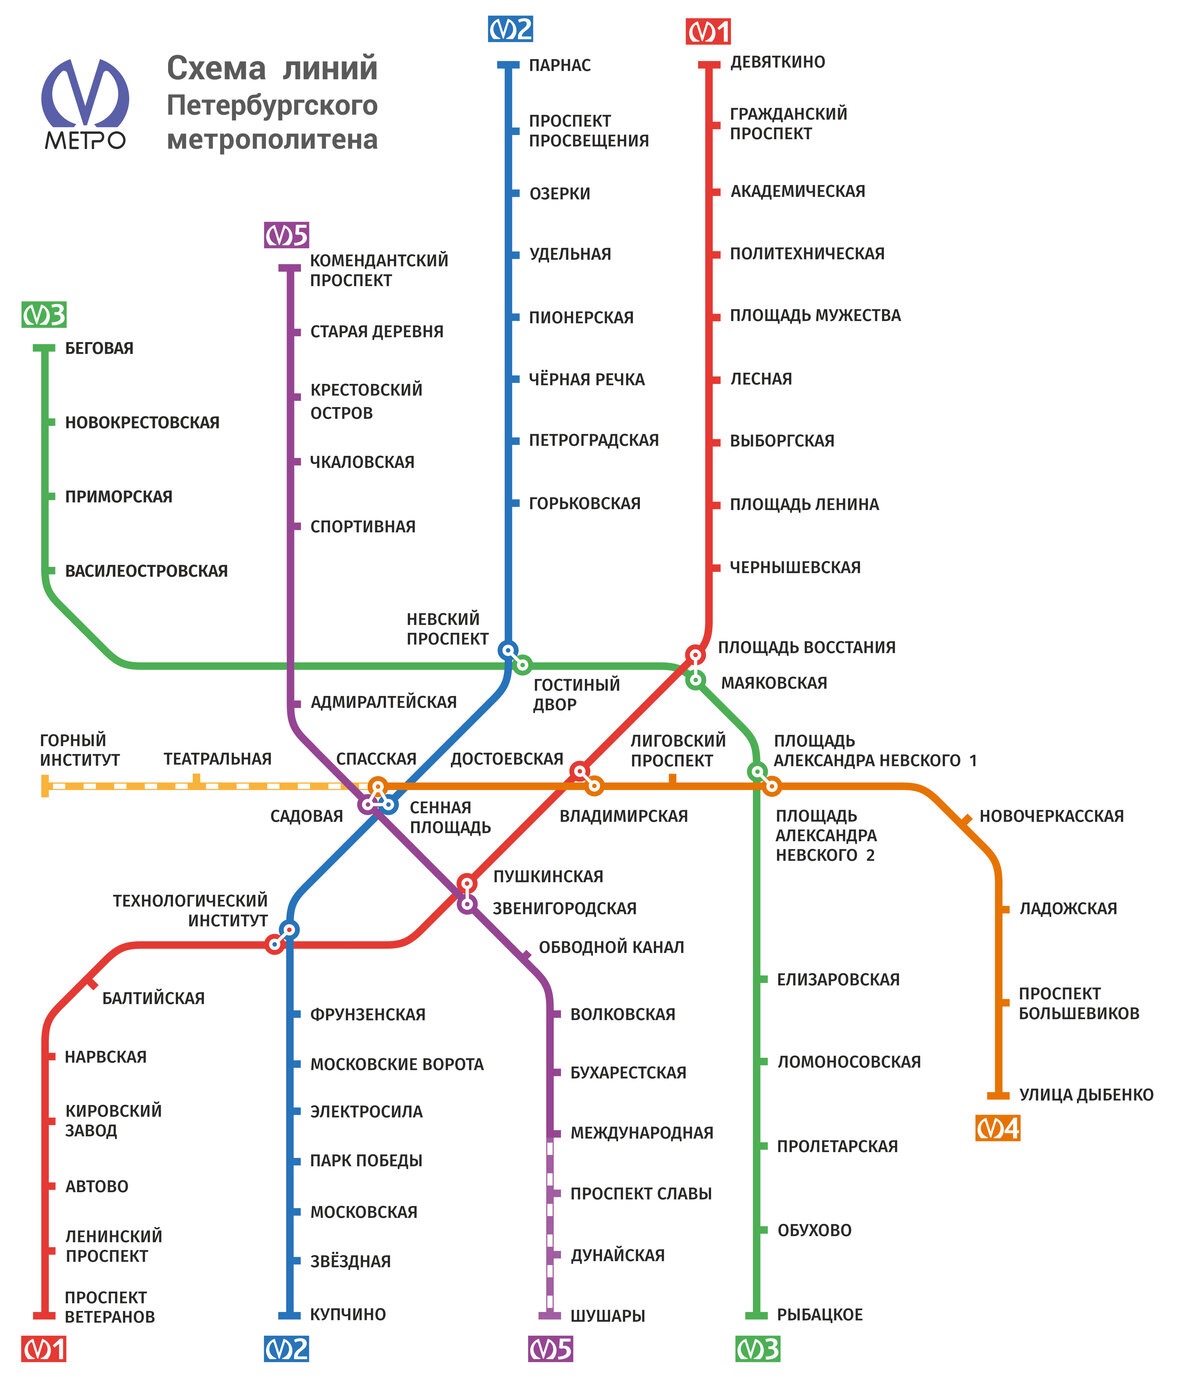 МЕТРО
Схема линий
Петербургского
метрополитена
М2
ПАРНАС
ПРОСПЕКТ
ПРОСВЕЩЕНИЯ
ОЗЕРКИ
УДЕЛЬНАЯ
ПИОНЕРСКАЯ
ЧЁРНАЯ РЕЧКА
ПЕТРОГРАДСКАЯ
ГОРЬКОВСКАЯ
М1
ДЕВЯТКИНО
ГРАЖДАНСКИЙ
ПРОСПЕКТ
АКАДЕМИЧЕСКАЯ
ПОЛИТЕХНИЧЕСКАЯ
ПЛОЩАДЬ МУЖЕСТВА
ЛЕСНАЯ
ВЫБОРГСКАЯ
ПЛОЩАДЬ ЛЕНИНА
ЧЕРНЫШЕВСКАЯ
М5
КОМЕНДАНТСКИЙ
ПРОСПЕКТ
СТАРАЯ ДЕРЕВНЯ
КРЕСТОВСКИЙ
ОСТРОВ
ЧКАЛОВСКАЯ
СПОРТИВНАЯ
М3
БЕГОВАЯ
НОВОКРЕСТОВСКАЯ
ПРИМОРСКАЯ
ВАСИЛЕОСТРОВСКАЯ
НЕВСКИЙ
ПРОСПЕКТ
ГОСТИНЫЙ
ДВОР
ПЛОЩАДЬ ВОССТАНИЯ
МАЯКОВСКАЯ
АДМИРАЛТЕЙСКАЯ
ГОРНЫЙ
ИНСТИТУТ
ТЕАТРАЛЬНАЯ
СПАССКАЯ
ДОСТОЕВСКАЯ
ЛИГОВСКИЙ
ПРОСПЕКТ
ПЛОЩАДЬ
АЛЕКСАНДРА НЕВСКОГО 1
САДОВАЯ
СЕННАЯ
ПЛОЩАДЬ
ВЛАДИМИРСКАЯ
ПЛОЩАДЬ
АЛЕКСАНДРА
НЕВСКОГО 2
НОВОЧЕРКАССКАЯ
ЛАДОЖСКАЯ
ПРОСПЕКТ
БОЛЬШЕВИКОВ
УЛИЦА ДЫБЕНКО
М4
ПУШКИНСКАЯ
ЗВЕНИГОРОДСКАЯ
ТЕХНОЛОГИЧЕСКИЙ
ИНСТИТУТ
ОБВОДНОЙ КАНАЛ
БАЛТИЙСКАЯ
НАРВСКАЯ
КИРОВСКИЙ
ЗАВОД
АВТОВО
ЛЕНИНСКИЙ
ПРОСПЕКТ
ПРОСПЕКТ
ВЕТЕРАНОВ
М1
ФРУНЗЕНСКАЯ
МОСКОВСКИЕ ВОРОТА
ЭЛЕКТРОСИЛА
ПАРК ПОБЕДЫ
МОСКОВСКАЯ
ЗВЁЗДНАЯ
КУПЧИНО
М2
ВОЛКОВСКАЯ
БУХАРЕСТСКАЯ
МЕЖДУНАРОДНАЯ
ПРОСПЕКТ СЛАВЫ
ДУНАЙСКАЯ
ШУШАРЫ
М5
ЕЛИЗАРОВСКАЯ
ЛОМОНОСОВСКАЯ
ПРОЛЕТАРСКАЯ
ОБУХОВО
РЫБАЦКОЕ
М3